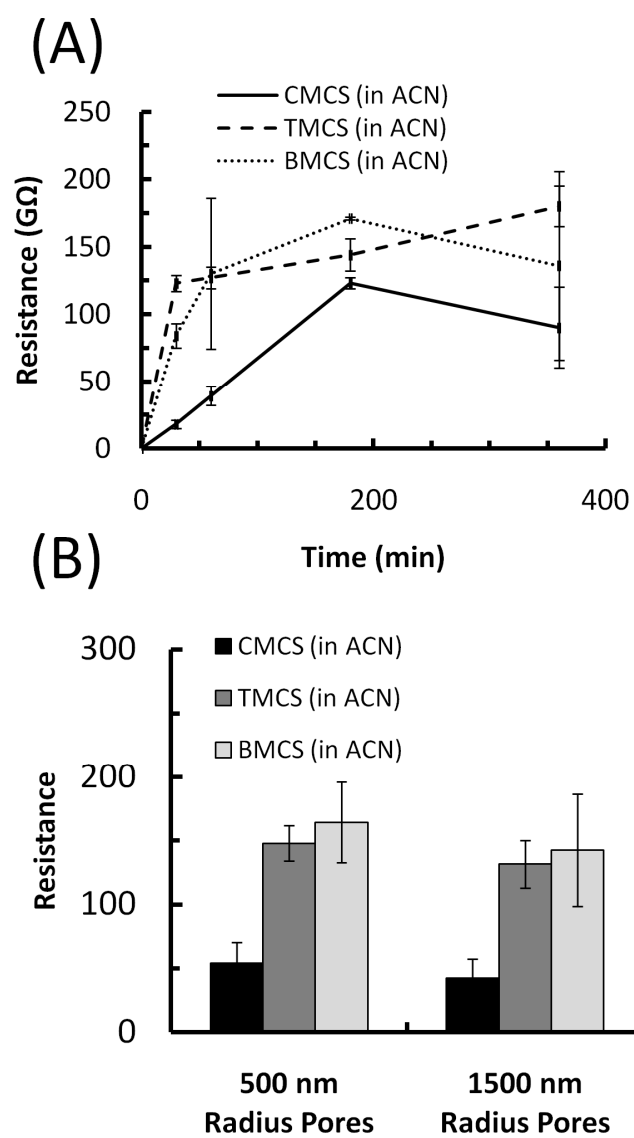 (A)
CMCS (in ACN)
TMCS (in ACN)
BMCS (in ACN)
250
200
150
100
50
0
Resistance (GΩ)
0 200 400
Time (min)
(B)
CMCS (in ACN)
TMCS (in ACN)
BMCS (in ACN)
300
200
100
0
Resistance
500 nm 1500 nm
Radius Pores Radius Pores